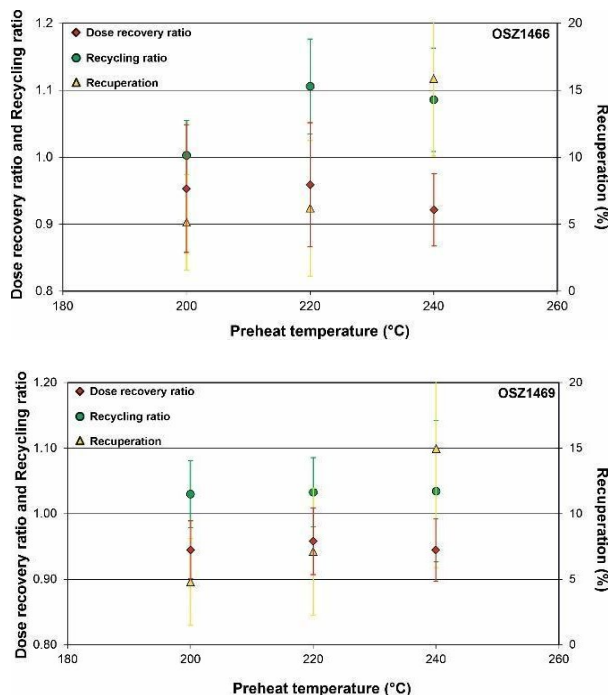 Dose recovery ratio
Recycling ratio
Recuperation
OSZ1466
Dose recovery ratio and Recycling ratio
1.2
1.1
1.0
0.9
0.8
Recuperation (%)
20
15
10
5
0
180
200
220
240
260
Preheat temperature (°C)
Dose recovery ratio
Recycling ratio
Recuperation
OSZ1469
Dose recovery ratio and Recycling ratio
1.20
1.10
1.00
0.90
0.80
Recuperation (%)
20
15
10
5
0
180
200
220
240
260
Preheat temperature (°C)